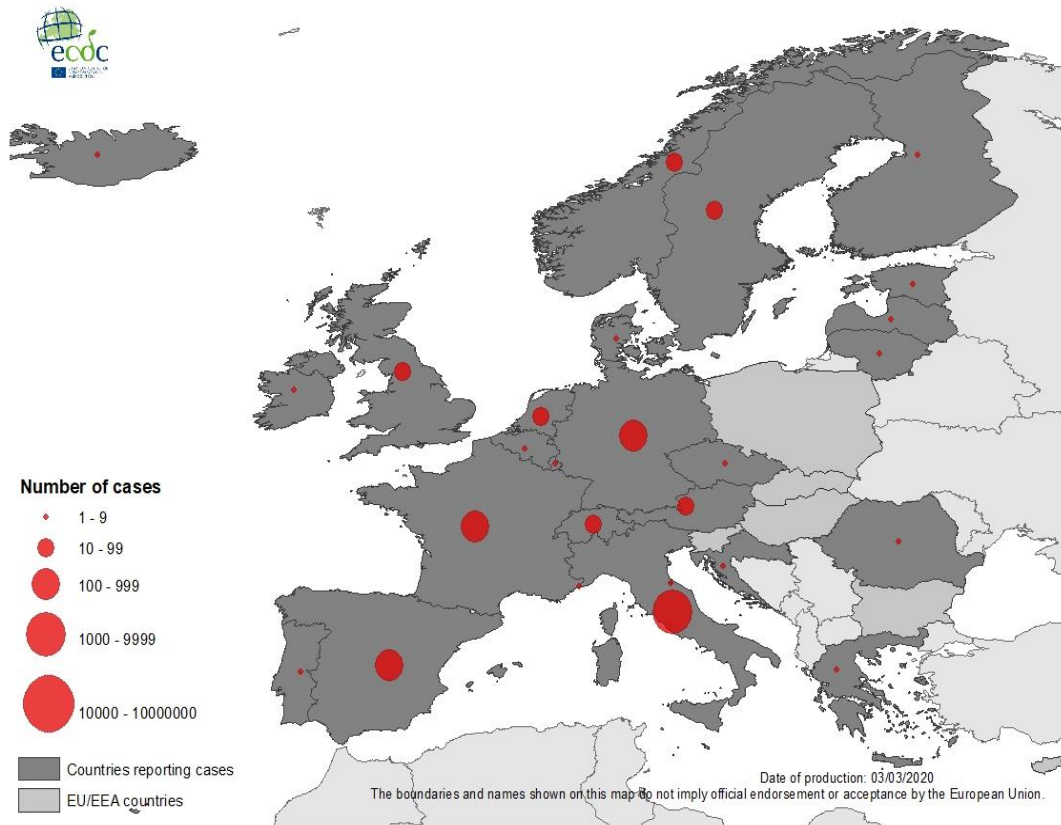 ecdc
Number of cases
1 - 9
10 - 99
100 - 999
1000 - 9999
10000 - 10000000
Countries reporting cases
EU/EEA countries
Date of production: 03/03/2020
The boundaries and names shown on this map do not imply official endorsement or acceptance by the European Union.